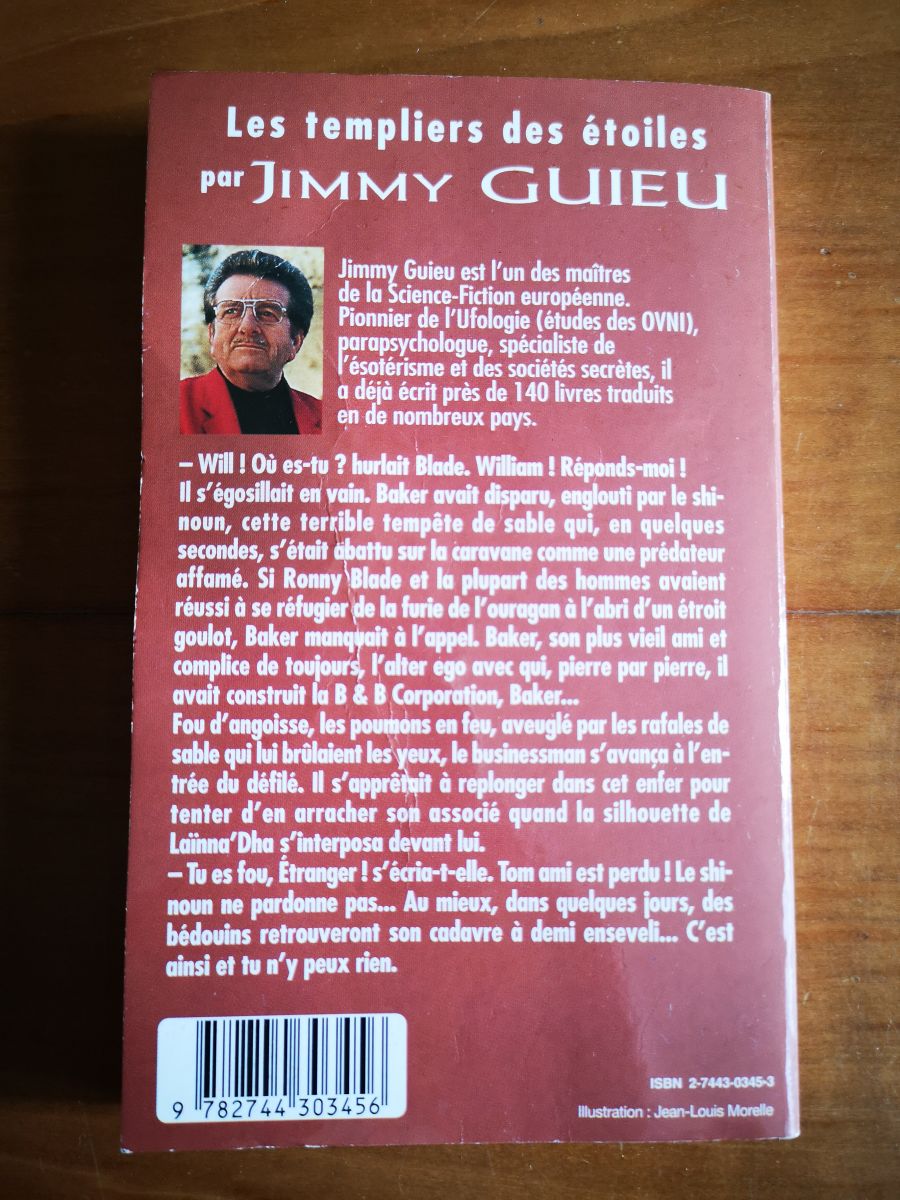 Les templiers des étoiles
par JIMMY GUIEU
Jimmy Guieu est l'un des maîtres
de la Science-Fiction européenne.
Pionnier de l'Ufologie (études des OVNI),
parapsychologue, spécialiste de
l'ésotérisme et des sociétés secrètes, il
a déjà écrit près de 140 livres traduits
en de nombreux pays.
– Will ! Où es-tu ? hurlait Blade. William ! Réponds-moi !
Il s'égosillait en vain. Baker avait disparu, englouti par le shi-
noun, cette terrible tempête de sable qui, en quelques
secondes, s'était abattu sur la caravane comme une prédateur
affamé. Si Ronny Blade et la plupart des hommes avaient
réussi à se réfugier de la furie de l'ouragan à l'abri d'un étroit
goulot, Baker manquait à l'appel. Baker, son plus vieil ami et
complice de toujours, l'alter ego avec qui, pierre par pierre, il
avait construit la B & B Corporation, Baker...
Fou d'angoisse, les poumons en feu, aveuglé par les rafales de
sable qui lui brûlaient les yeux, le businessman s'avança à l'en-
trée du défilé. Il s'apprêtait à replonger dans cet enfer pour
tenter d'en arracher son associé quand la silhouette de
Laïnna'Dha s'interposa devant lui.
– Tu es fou, Étranger ! s'écria-t-elle. Tom ami est perdu ! Le shi-
noun ne pardonne pas... Au mieux, dans quelques jours, des
bédouins retrouveront son cadavre à demi enseveli... C'est
ainsi et tu n'y peux rien.
9 782744 303456
ISBN 2-7443-0345-3
Illustration : Jean-Louis Morelle